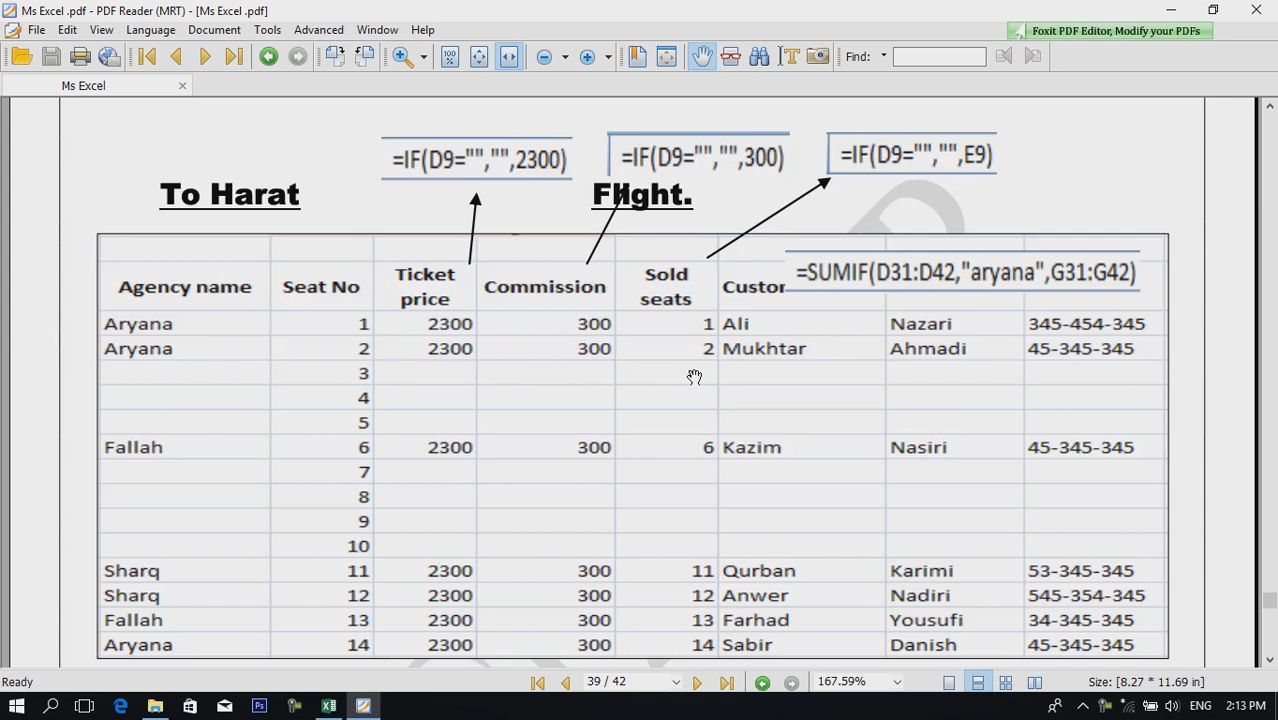 Ms Excel .pdf - PDF Reader (MRT) - [Ms Excel .pdf]
File Edit View Language Document Tools Advanced Window Help
Foxit PDF Editor, Modify your PDFs
Find:
Ms Excel
=IF(D9="","",2300) =IF(D9="","",300) =IF(D9="","",E9)
To Harat Flight.
=SUMIF(D31:D42,"aryana",G31:G42)
Agency name Seat No Ticket price Commission Sold seats Custor
Aryana 1 2300 300 1 Ali Nazari 345-454-345
Aryana 2 2300 300 2 Mukhtar Ahmadi 45-345-345
3
4
5
Fallah 6 2300 300 6 Kazim Nasiri 45-345-345
7
8
9
10
Sharq 11 2300 300 11 Qurban Karimi 53-345-345
Sharq 12 2300 300 12 Anwer Nadiri 545-354-345
Fallah 13 2300 300 13 Farhad Yousufi 34-345-345
Aryana 14 2300 300 14 Sabir Danish 45-345-345
Ready 39 / 42 167.59% Size: [8.27 * 11.69 in]
ENG 2:13 PM